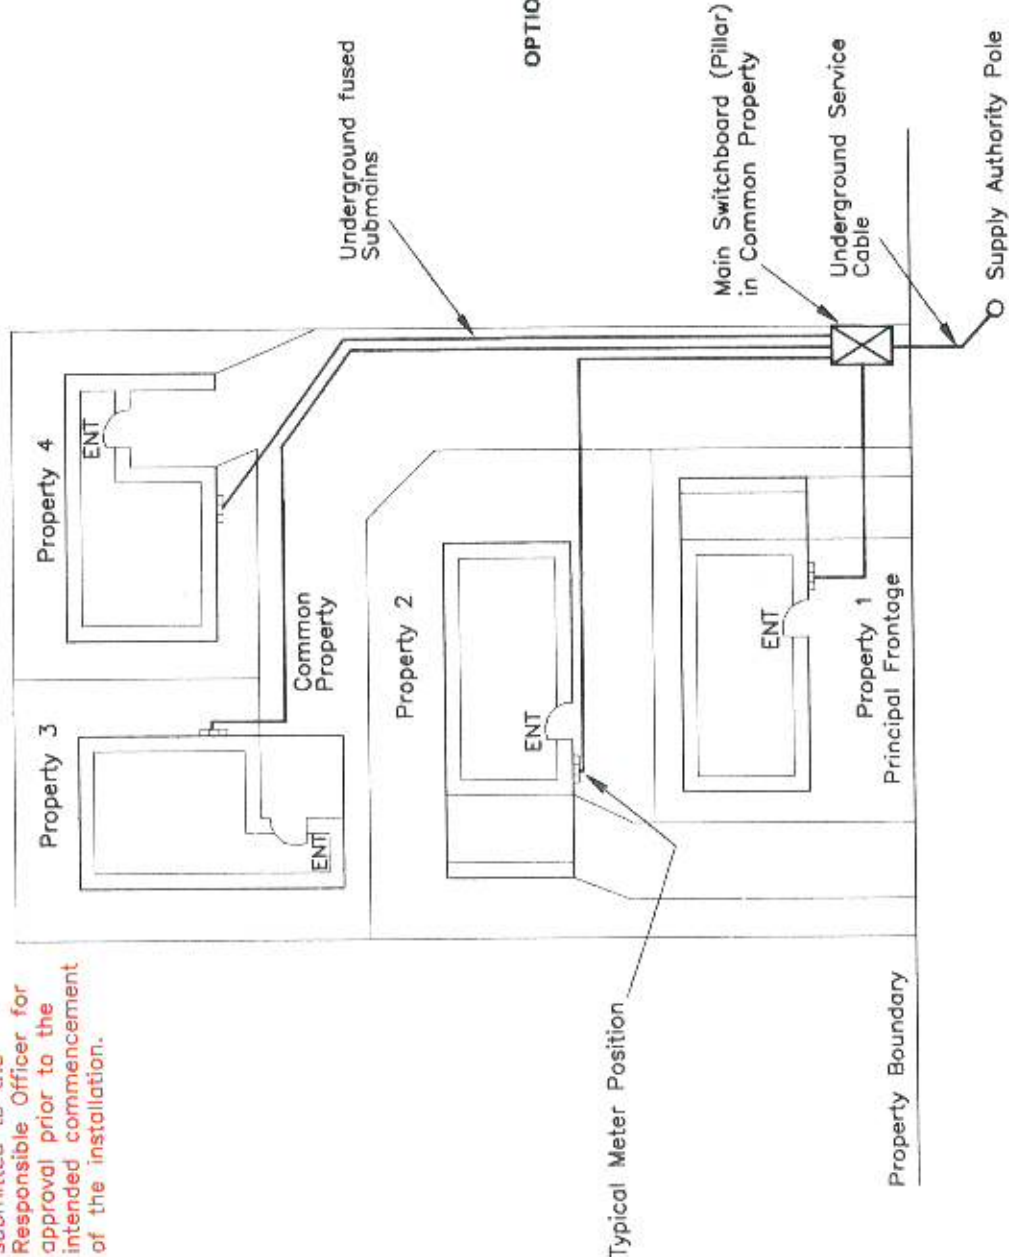 Responsible Officer for
approval prior to the
intended commencement
of the installation.
OPTIO
Underground fused
Submains
Main Switchboard (Pillar)
in Common Property
Underground Service
Cable
Supply Authority Pole
Property 4
ENT
Property 3
ENT
Common
Property
Property 2
ENT
ENT
Property 1
Principal Frontage
Typical Meter Position
Property Boundary